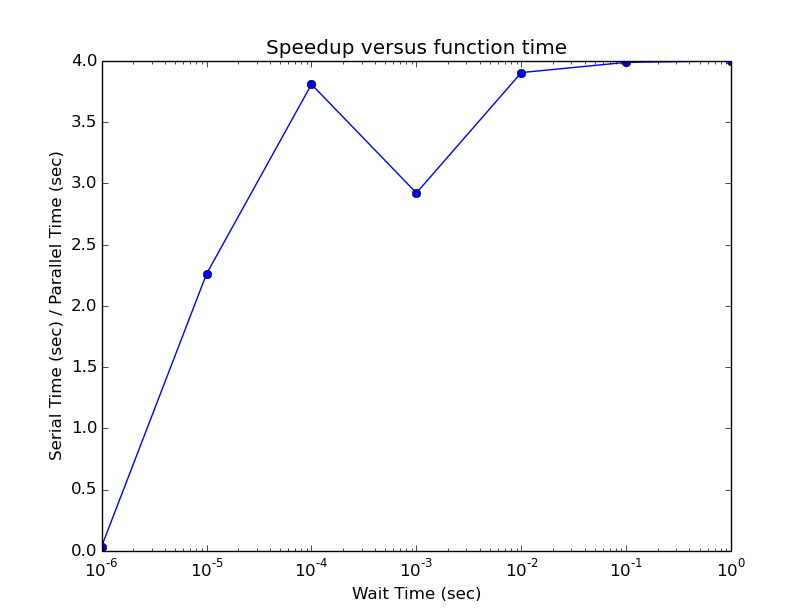 Speedup versus function time
Serial Time (sec) / Parallel Time (sec)
4.0
3.5
3.0
2.5
2.0
1.5
1.0
0.5
0.0
10^-6 10^-5 10^-4 10^-3 10^-2 10^-1 10^0
Wait Time (sec)